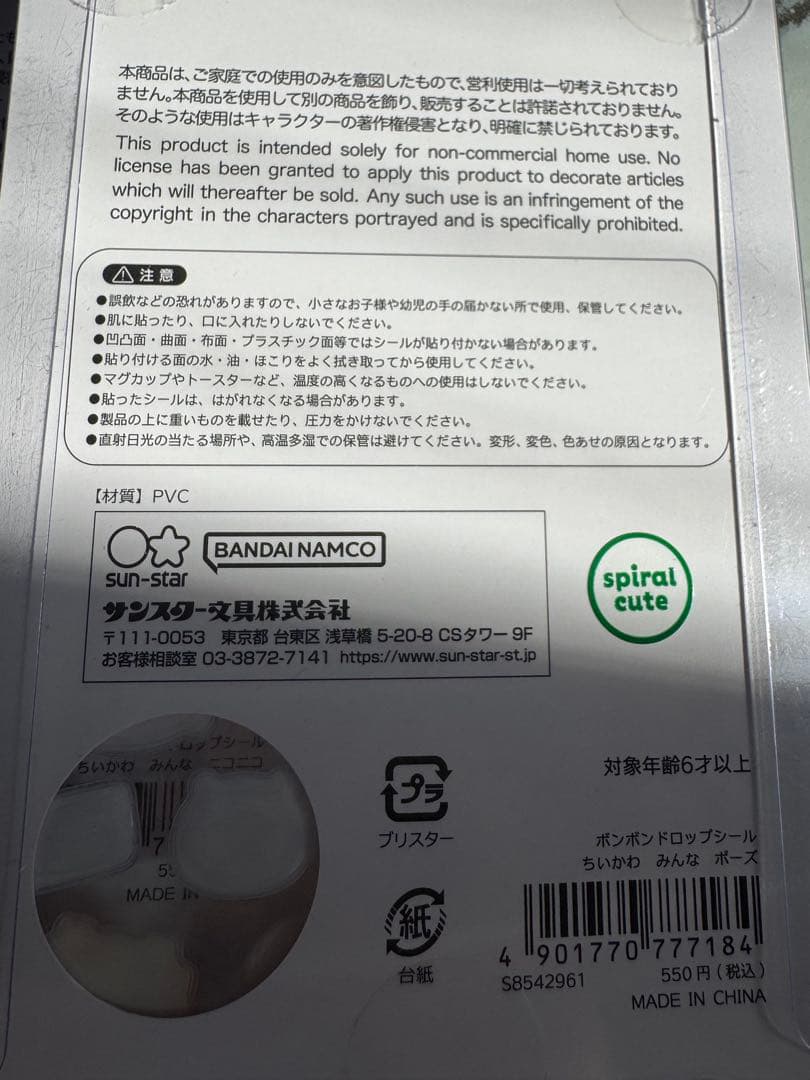 本商品は、ご家庭での使用のみを意図したもので、営利使用は一切考えられており
ません。本商品を使用して別の商品を飾り、販売することは許諾されておりません。
そのような使用はキャラクターの著作権侵害となり、明確に禁じられております。
This product is intended solely for non-commercial home use. No
license has been granted to apply this product to decorate articles
which will thereafter be sold. Any such use is an infringement of the
copyright in the characters portrayed and is specifically prohibited.
注意
●誤飲などの恐れがありますので、小さなお子様や幼児の手の届かない所で使用、保管してください。
●肌に貼ったり、口に入れたりしないでください。
●凹凸面・曲面・布面・プラスチック面等ではシールが貼り付かない場合があります。
●貼り付ける面の水・油・ほこりをよく拭き取ってから使用してください。
●マグカップやトースターなど、温度の高くなるものへの使用はしないでください。
●貼ったシールは、はがれなくなる場合があります。
●製品の上に重いものを載せたり、圧力をかけないでください。
●直射日光の当たる場所や、高温多湿での保管は避けてください。変形、変色、色あせの原因となります。
【材質】PVC
sun-star
BANDAI NAMCO
サンスター文具株式会社
〒111-0053 東京都 台東区 浅草橋 5-20-8 CSタワー 9F
お客様相談室 03-3872-7141 https://www.sun-star-st.jp
spiral
cute
ロップシール
ちいかわ みんな ニコニコ
7
55
MADE IN
プラ
ブリスター
紙
台紙
対象年齢6才以上
ボンボンドロップシール
ちいかわ みんな ポーズ
4 901770 777184
S8542961 550円(税込)
MADE IN CHINA